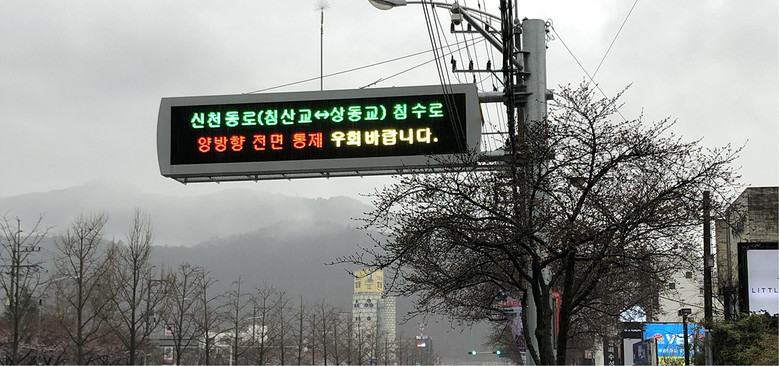 신천동로(침산교↔상동교) 침수로
양방향 전면 통제 우회바랍니다.
LITTL